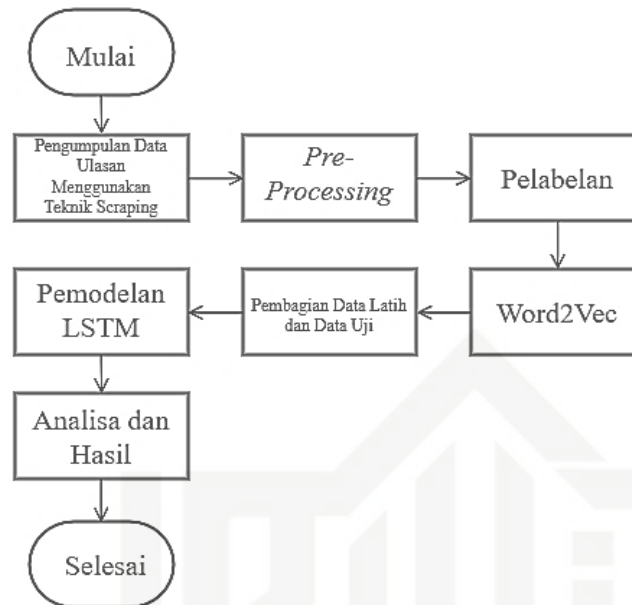 Mulai
Pengumpulan Data
Ulasan
Menggunakan
Teknik Scraping
Pre-
Processing
Pelabelan
Word2Vec
Pembagian Data Latih
dan Data Uji
Pemodelan
LSTM
Analisa dan
Hasil
Selesai